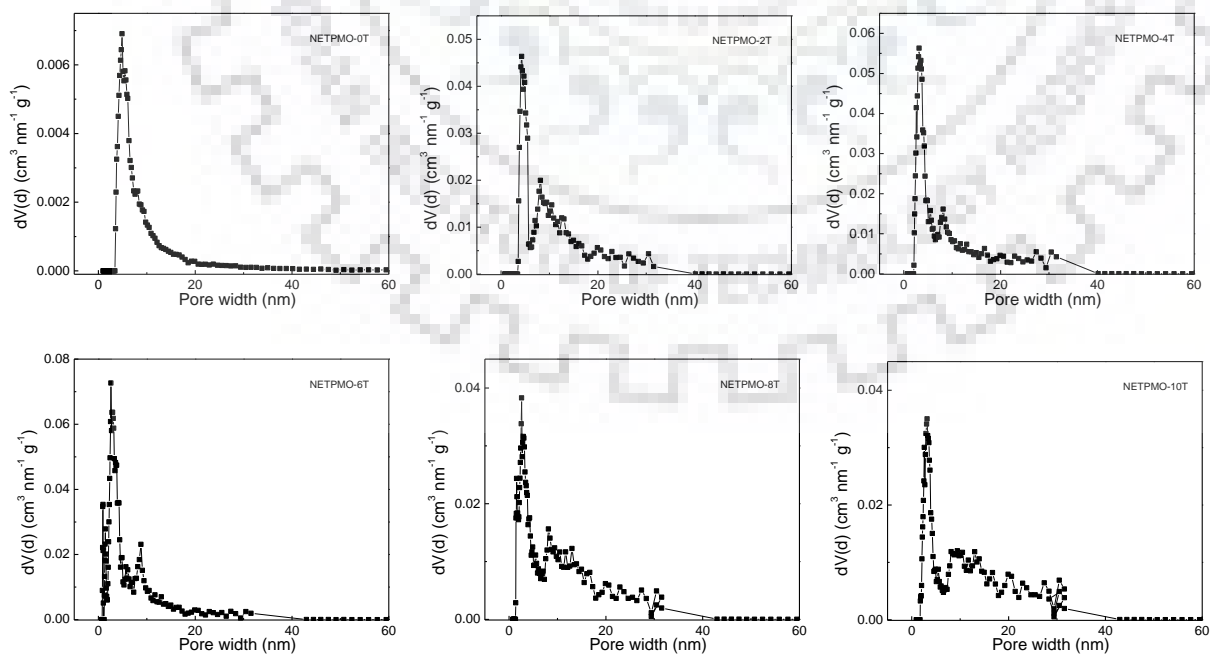 NETPMO-0T
dV(d) (cm³ nm⁻¹ g⁻¹)
0.006
0.004
0.002
0.000
0 20 40 60
Pore width (nm)
NETPMO-2T
dV(d) (cm³ nm⁻¹ g⁻¹)
0.05
0.04
0.03
0.02
0.01
0.00
0 20 40 60
Pore width (nm)
NETPMO-4T
dV(d) (cm³ nm⁻¹ g⁻¹)
0.06
0.05
0.04
0.03
0.02
0.01
0.00
0 20 40 60
Pore width (nm)
NETPMO-6T
dV(d) (cm³ nm⁻¹ g⁻¹)
0.08
0.06
0.04
0.02
0.00
0 20 40 60
Pore width (nm)
NETPMO-8T
dV(d) (cm³ nm⁻¹ g⁻¹)
0.04
0.02
0.00
0 20 40 60
Pore width (nm)
NETPMO-10T
dV(d) (cm³ nm⁻¹ g⁻¹)
0.04
0.02
0.00
0 20 40 60
Pore width (nm)